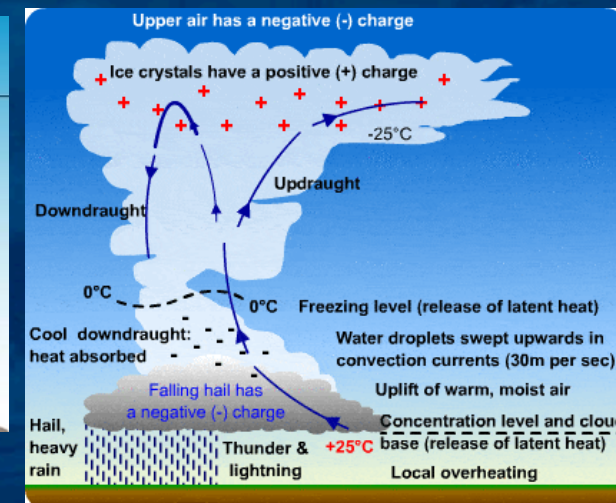 Upper air has a negative (-) charge
Ice crystals have a positive (+) charge
-25°C
Updraught
Downdraught
0°C
0°C
Freezing level (release of latent heat)
Cool downdraught:
heat absorbed
Water droplets swept upwards in
convection currents (30m per sec)
Falling hail has
a negative (-) charge
Uplift of warm, moist air
Concentration level and clou
base (release of latent heat)
Hail,
heavy
rain
Thunder &
lightning
+25°C
Local overheating